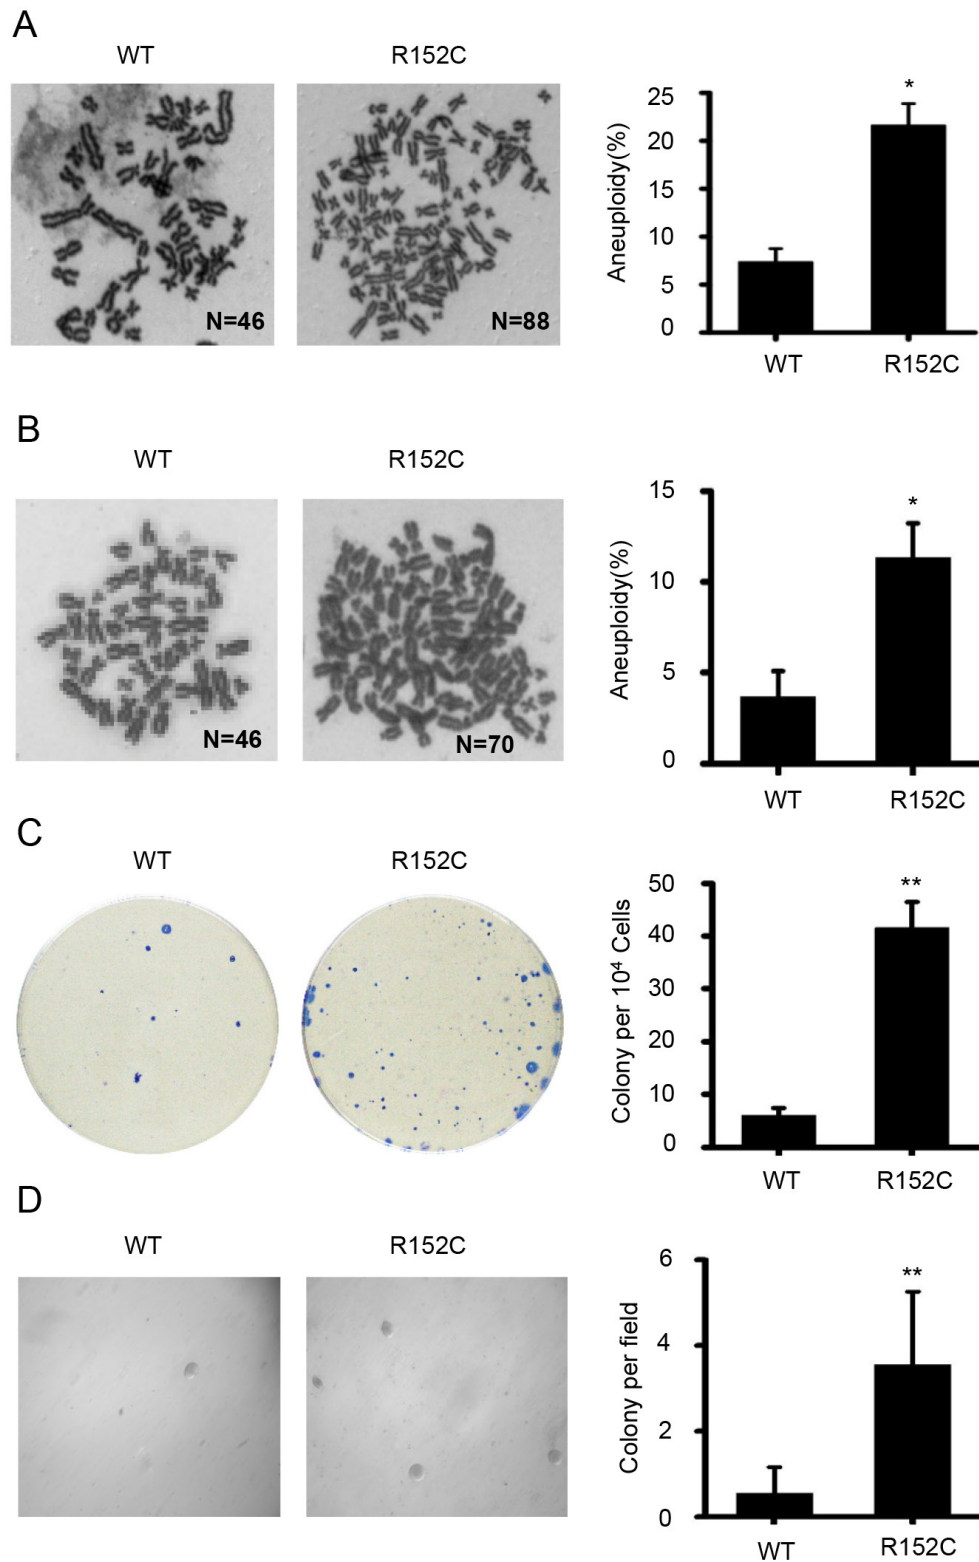 A
WT
R152C
N=46
N=88
Aneuploidy(%)
25
20
15
10
5
0
*
WT
R152C
B
WT
R152C
N=46
N=70
Aneuploidy(%)
15
10
5
0
*
WT
R152C
C
WT
R152C
Colony per 10⁴ Cells
50
40
30
20
10
0
**
WT
R152C
D
WT
R152C
Colony per field
6
4
2
0
**
WT
R152C